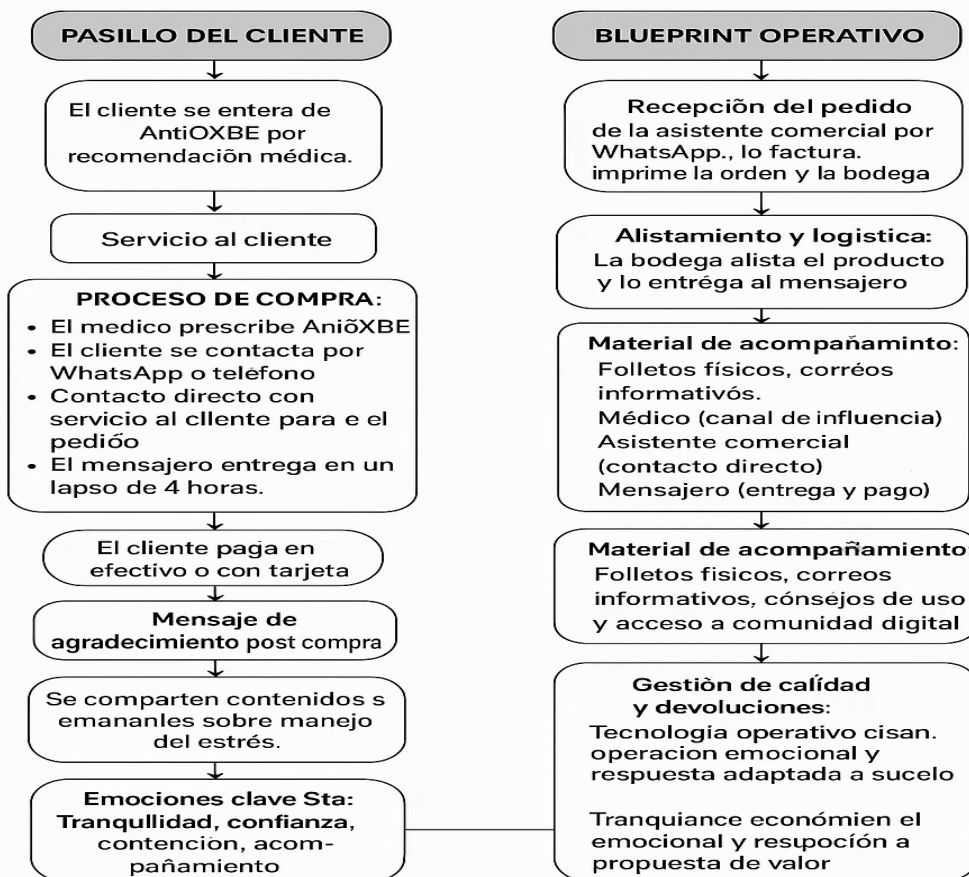 PASILLO DEL CLIENTE
El cliente se entera de
AntiOXBE por
recomendaciõn médica.
Servicio al cliente
PROCESO DE COMPRA:
• El medico prescribe AniõXBE
• El cliente se contacta por
WhatsApp o telefono
• Contacto directo con
servicio al clIente para e el
pediőo
• El mensajero entrega en un
lapso de 4 horas.
El cliente paga en
efectivo o con tarjeta
Mensaje de
agradecimiento post compra
Se comparten contenidos s
emananles sobre manejo
del estrés.
Emociones clave Sta:
Tranqullidad, confianza,
contención, acom-
pañamiento
BLUEPRINT OPERATIVO
Recepciõn del pedido
de la asistente comercial por
WhatsApp., lo factura.
imprime la orden y la bodega
Alistamiento y logistica:
La bodega alista el producto
y lo entréga al mensajero
Material de acompañaminto:
Folletos físicos, corréos
informativós.
Médico (canal de influencia)
Asistente comercial
(contacto directo)
Mensajero (entrega y pago)
Material de acompañamiento:
Folletos fisicos, correos
informativos, cónsejos de uso
y acceso a comunidad digital
Gestiòn de calídad
y devoluciones:
Tecnologia operativo cisan.
operacion emocional y
respuesta adaptada a sucelo
Tranquiance económien el
emocional y resıpocíón a
propuesta de valor